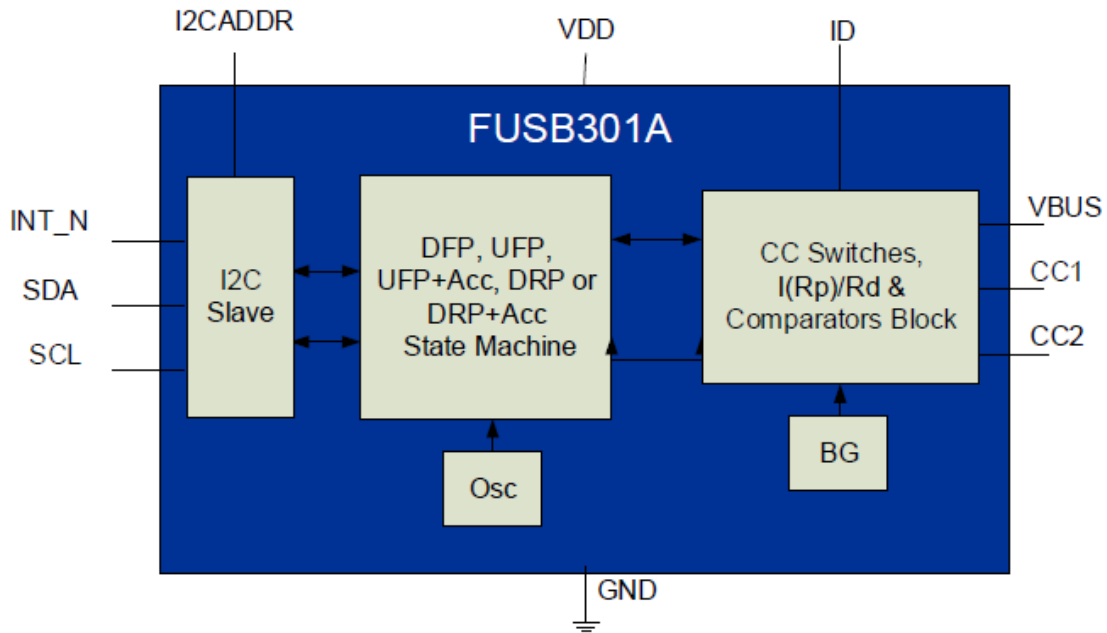 I2CADDR
VDD
ID
FUSB301A
INT_N
SDA
SCL
I2C
Slave
DFP, UFP,
UFP+Acc, DRP or
DRP+Acc
State Machine
CC Switches,
I(Rp)/Rd &
Comparators Block
VBUS
CC1
CC2
Osc
BG
GND